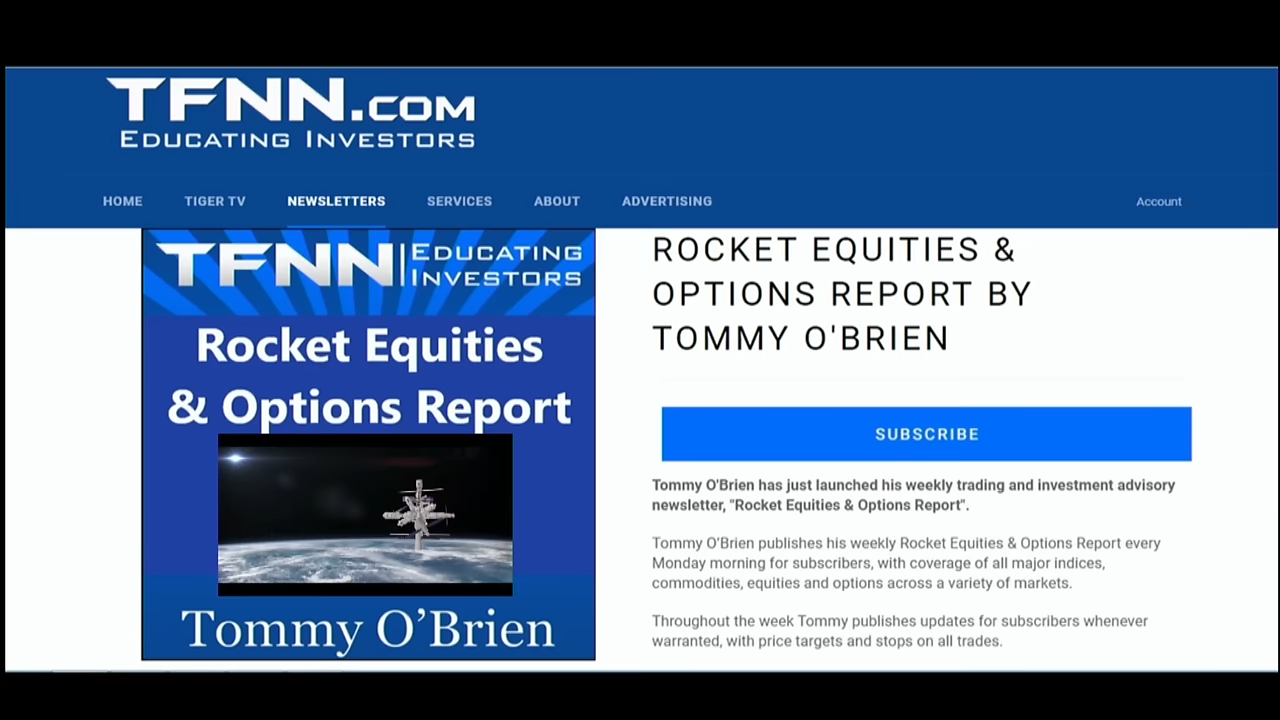 TFNN.COM
EDUCATING INVESTORS
HOME TIGER TV NEWSLETTERS SERVICES ABOUT ADVERTISING Account
TFNN EDUCATING
INVESTORS
Rocket Equities
& Options Report
Tommy O’Brien
ROCKET EQUITIES &
OPTIONS REPORT BY
TOMMY O'BRIEN
SUBSCRIBE
Tommy O'Brien has just launched his weekly trading and investment advisory
newsletter, "Rocket Equities & Options Report".
Tommy O'Brien publishes his weekly Rocket Equities & Options Report every
Monday morning for subscribers, with coverage of all major indices,
commodities, equities and options across a variety of markets.
Throughout the week Tommy publishes updates for subscribers whenever
warranted, with price targets and stops on all trades.